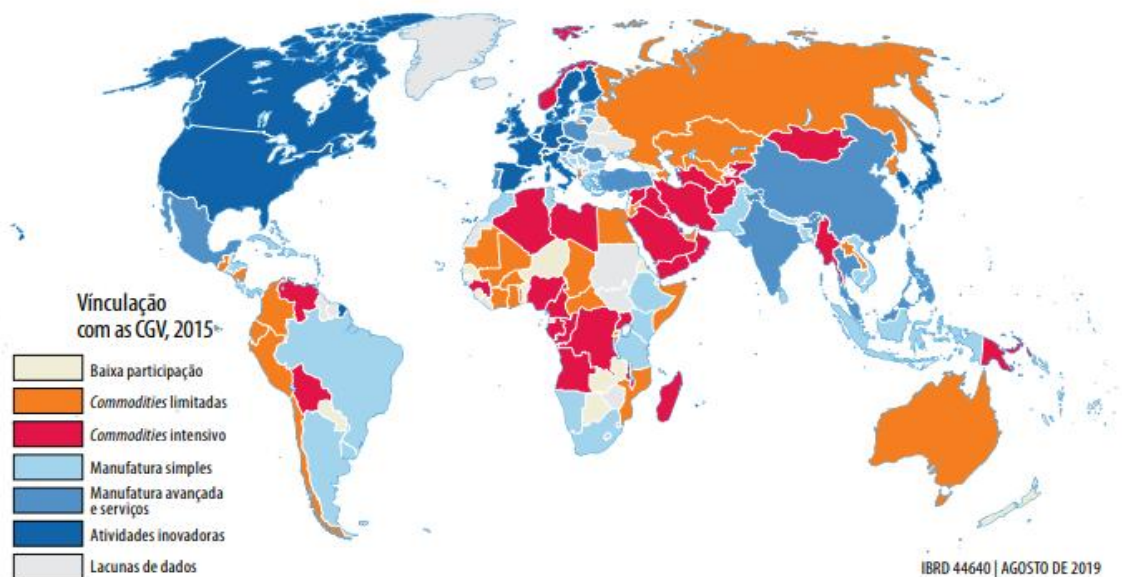 Vínculação
com as CGV, 2015
Baixa participação
Commodities limitadas
Commodities intensivo
Manufatura simples
Manufatura avançada
e serviços
Atividades inovadoras
Lacunas de dados
IBRD 44640 | AGOSTO DE 2019